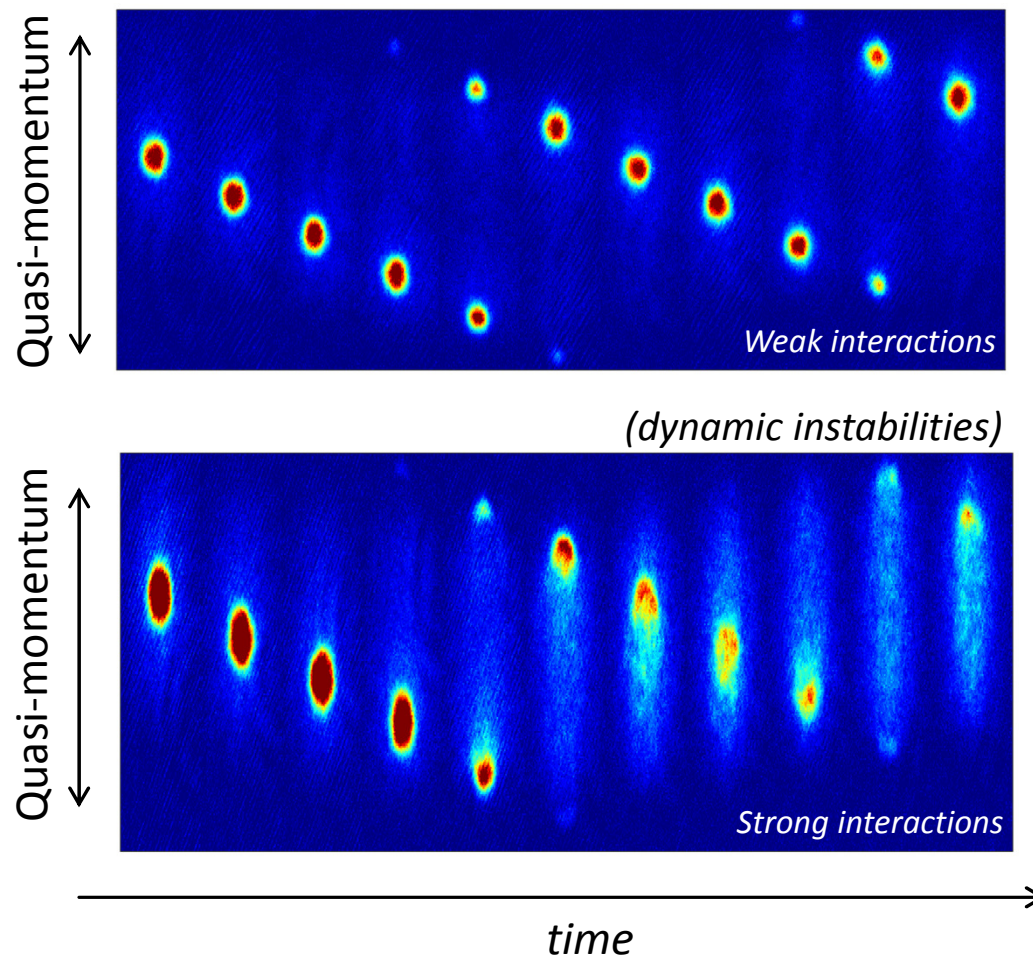 Quasi-momentum
Weak interactions
(dynamic instabilities)
Quasi-momentum
Strong interactions
time